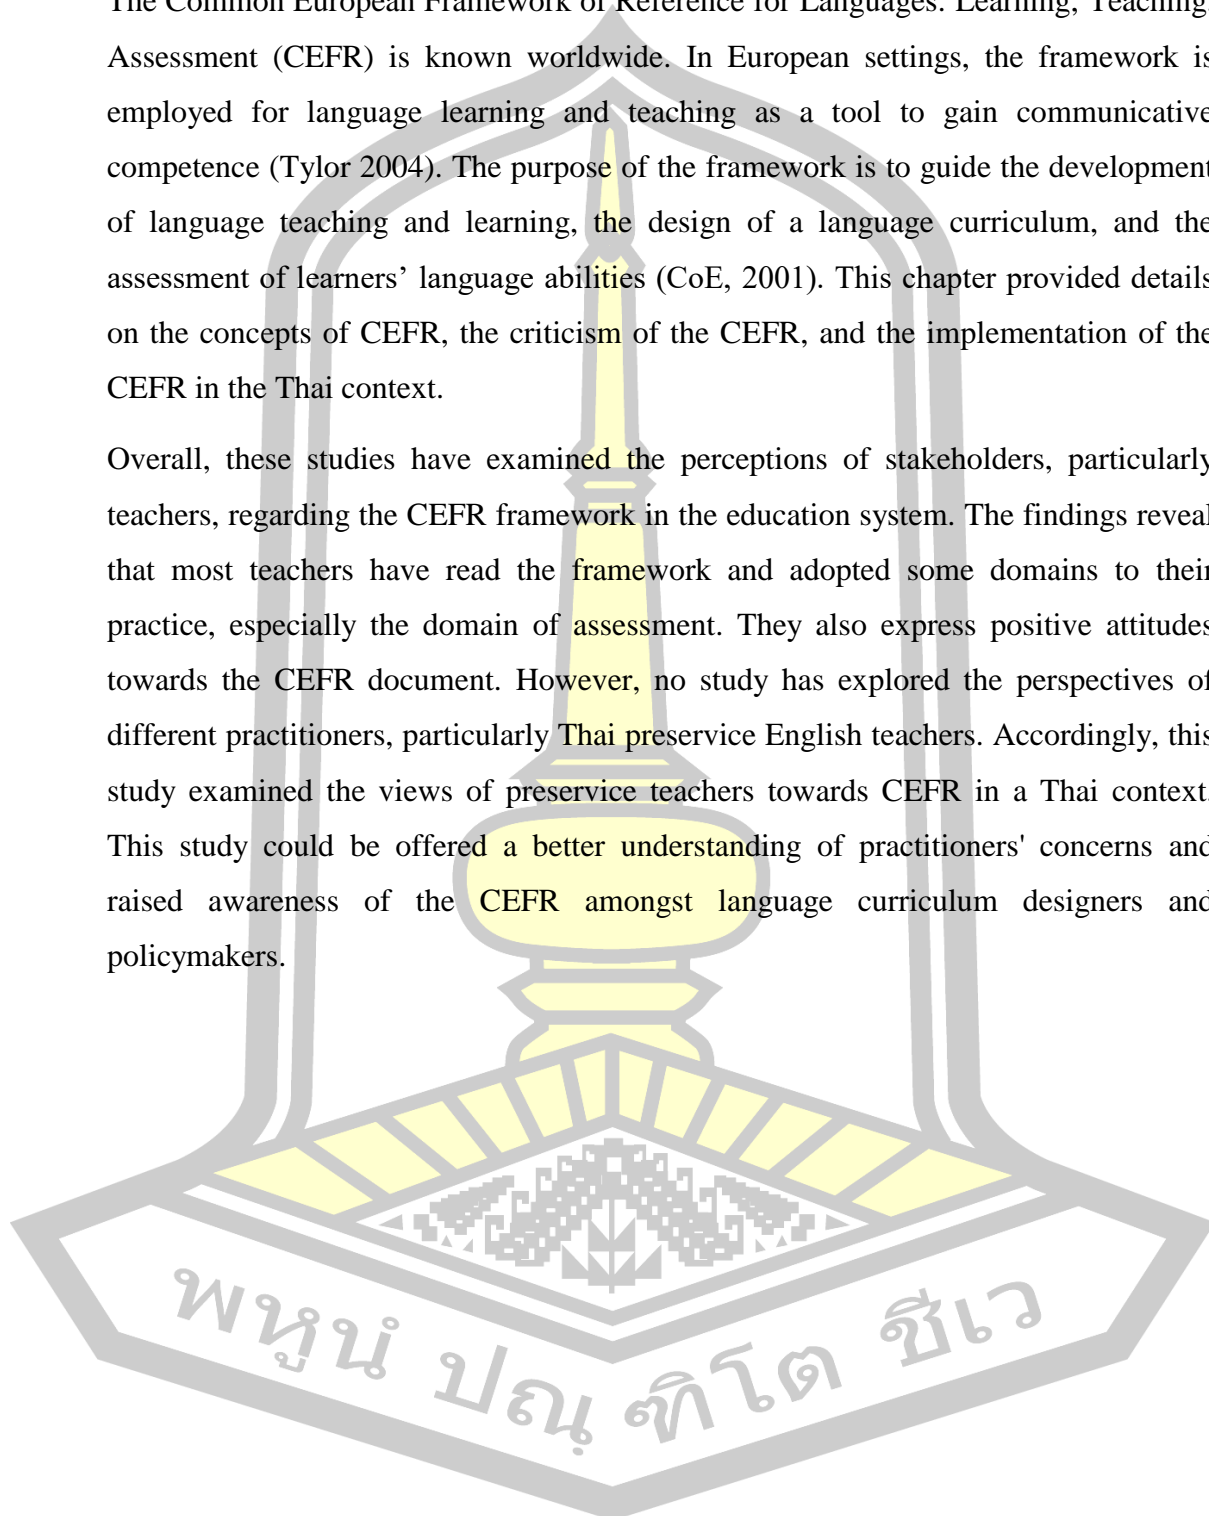 The Common European Framework of Reference for Languages: Learning, Teaching,
Assessment (CEFR) is known worldwide. In European settings, the framework is
employed for language learning and teaching as a tool to gain communicative
competence (Tylor 2004). The purpose of the framework is to guide the development
of language teaching and learning, the design of a language curriculum, and the
assessment of learners’ language abilities (CoE, 2001). This chapter provided details
on the concepts of CEFR, the criticism of the CEFR, and the implementation of the
CEFR in the Thai context.
Overall, these studies have examined the perceptions of stakeholders, particularly
teachers, regarding the CEFR framework in the education system. The findings reveal
that most teachers have read the framework and adopted some domains to their
practice, especially the domain of assessment. They also express positive attitudes
towards the CEFR document. However, no study has explored the perspectives of
different practitioners, particularly Thai preservice English teachers. Accordingly, this
study examined the views of preservice teachers towards CEFR in a Thai context.
This study could be offered a better understanding of practitioners' concerns and
raised awareness of the CEFR amongst language curriculum designers and
policymakers.
พหูนํ ปณฺฑิโต ชีเว